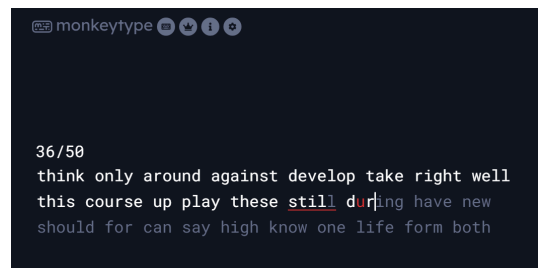 monkeytype
36/50
think only around against develop take right well
this course up play these still during have new
should for can say high know one life form both